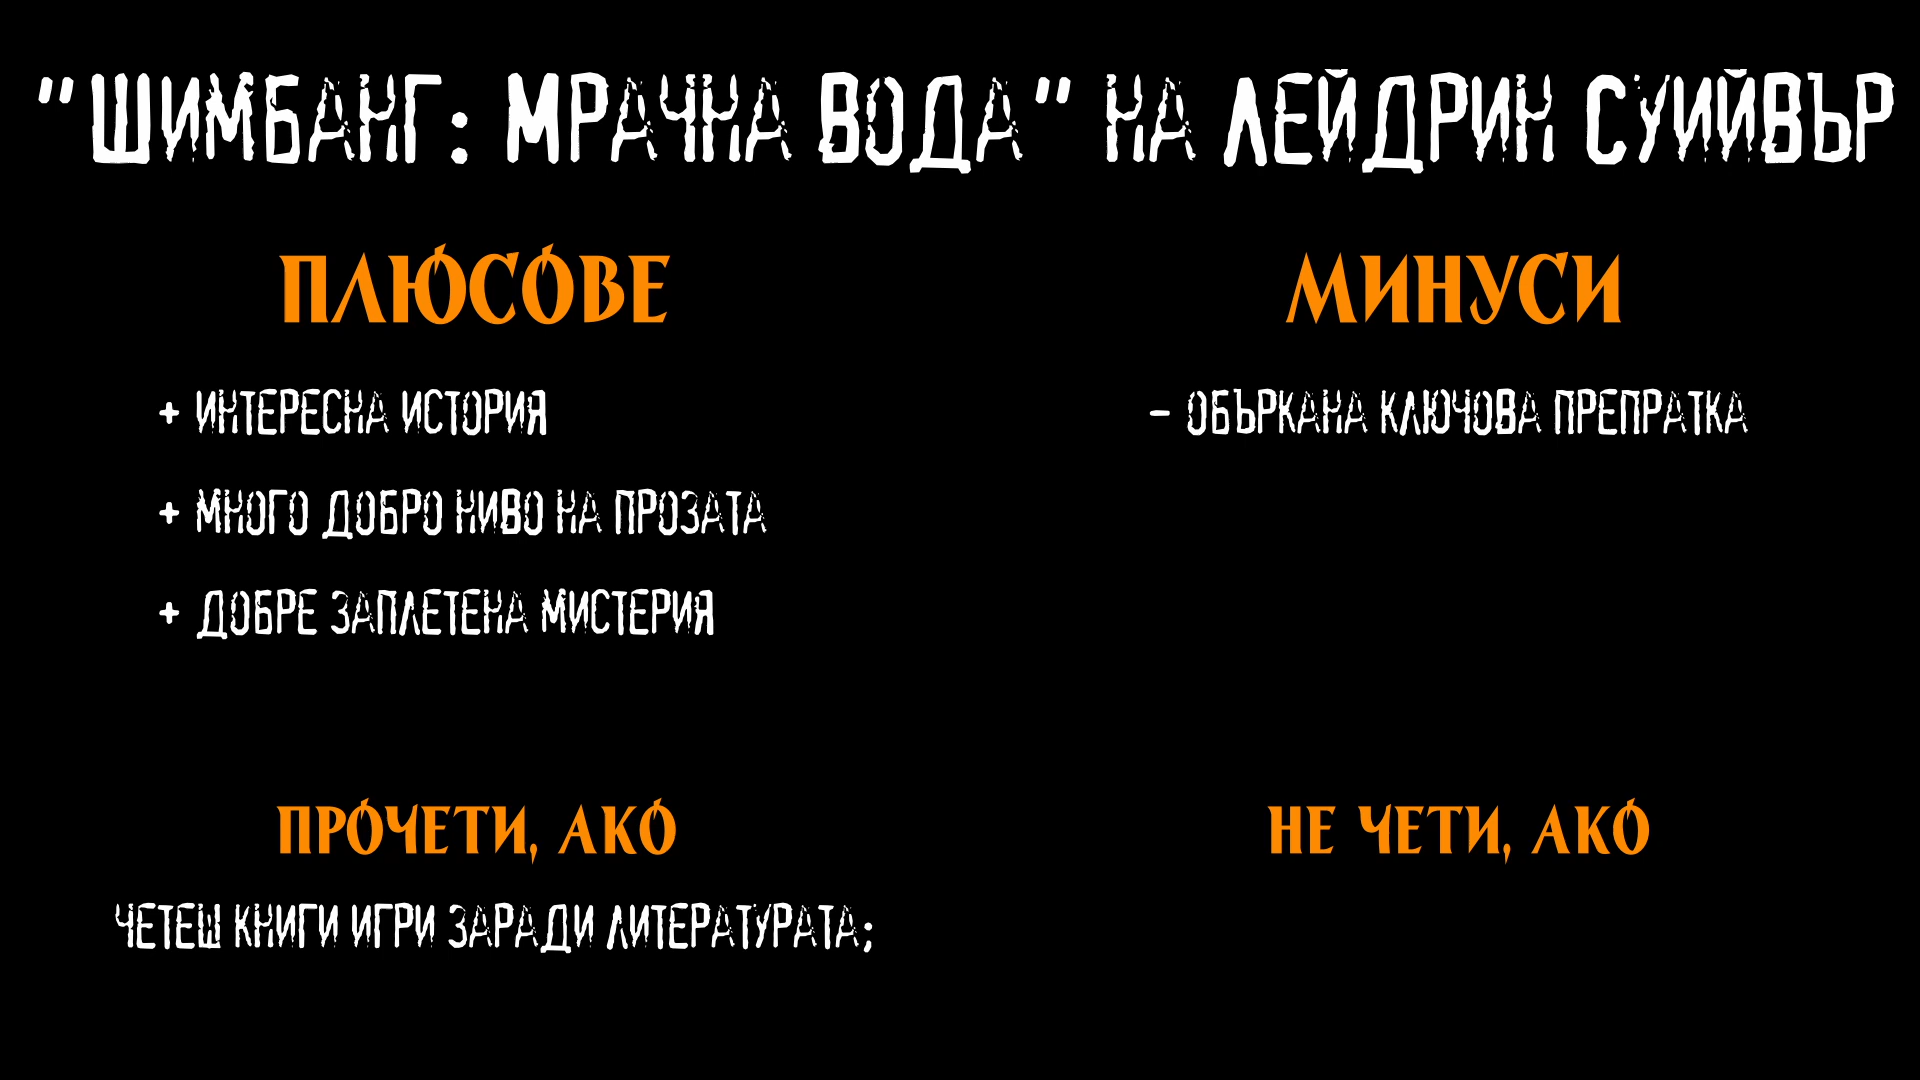 "ШИМБАНГ: МРАЧНА ВОДА" НА ЛЕЙДРИН СУИЙВЪР
ПЛЮСОВЕ
+ ИНТЕРЕСНА ИСТОРИЯ
+ МНОГО ДОБРО НИВО НА ПРОЗАТА
+ ДОБРЕ ЗАПЛЕТЕНА МИСТЕРИЯ
МИНУСИ
- ОБЪРКАНА КЛЮЧОВА ПРЕПРАТКА
ПРОЧЕТИ, АКО
ЧЕТЕШ КНИГИ ИГРИ ЗАРАДИ ЛИТЕРАТУРАТА;
НЕ ЧЕТИ, АКО